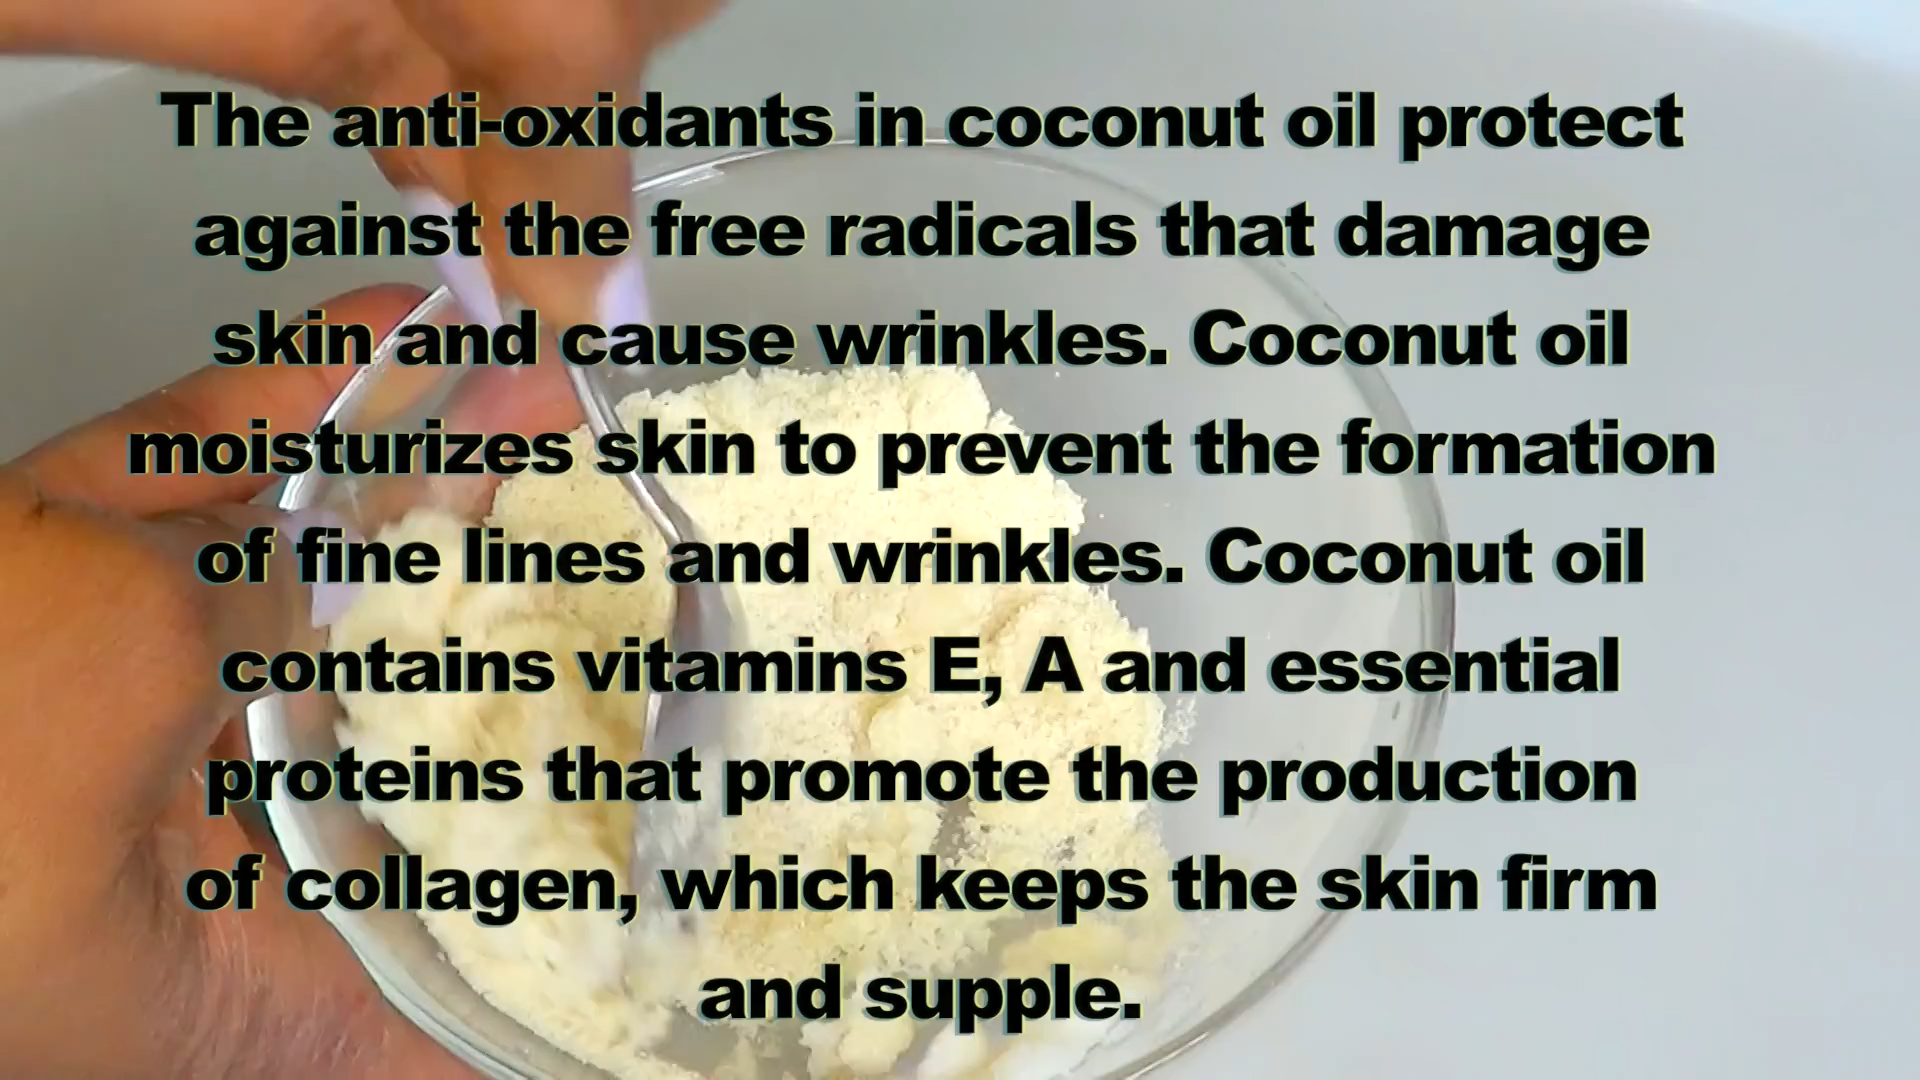 The anti-oxidants in coconut oil protect
against the free radicals that damage
skin and cause wrinkles. Coconut oil
moisturizes skin to prevent the formation
of fine lines and wrinkles. Coconut oil
contains vitamins E, A and essential
proteins that promote the production
of collagen, which keeps the skin firm
and supple.